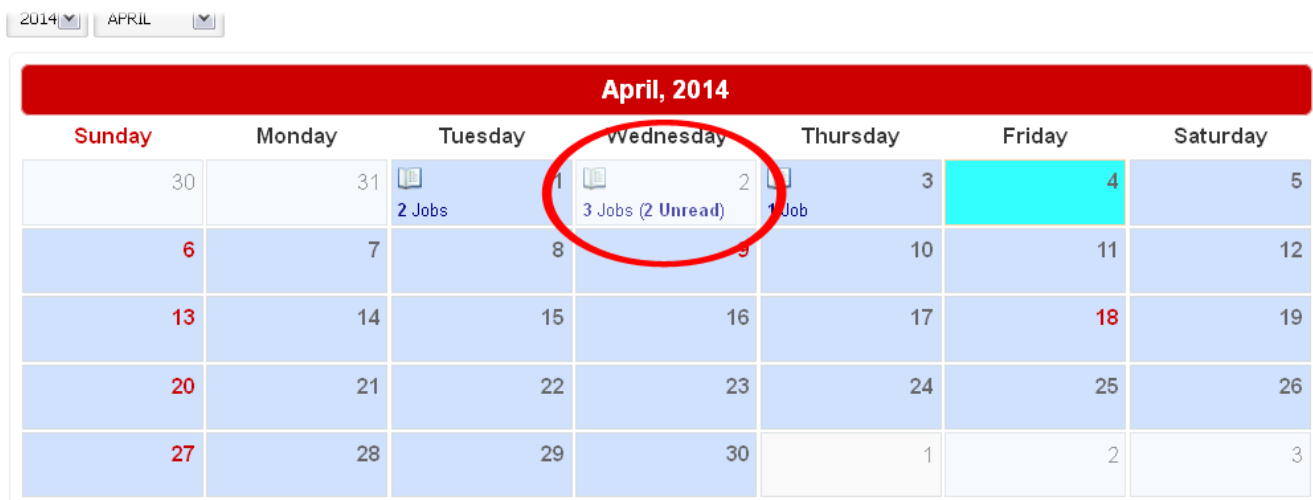 2014 APRIL
April, 2014
Sunday Monday Tuesday Wednesday Thursday Friday Saturday
30 31 1 2 3 4 5
2 Jobs 3 Jobs (2 Unread) 1 Job
6 7 8 9 10 11 12
13 14 15 16 17 18 19
20 21 22 23 24 25 26
27 28 29 30 1 2 3